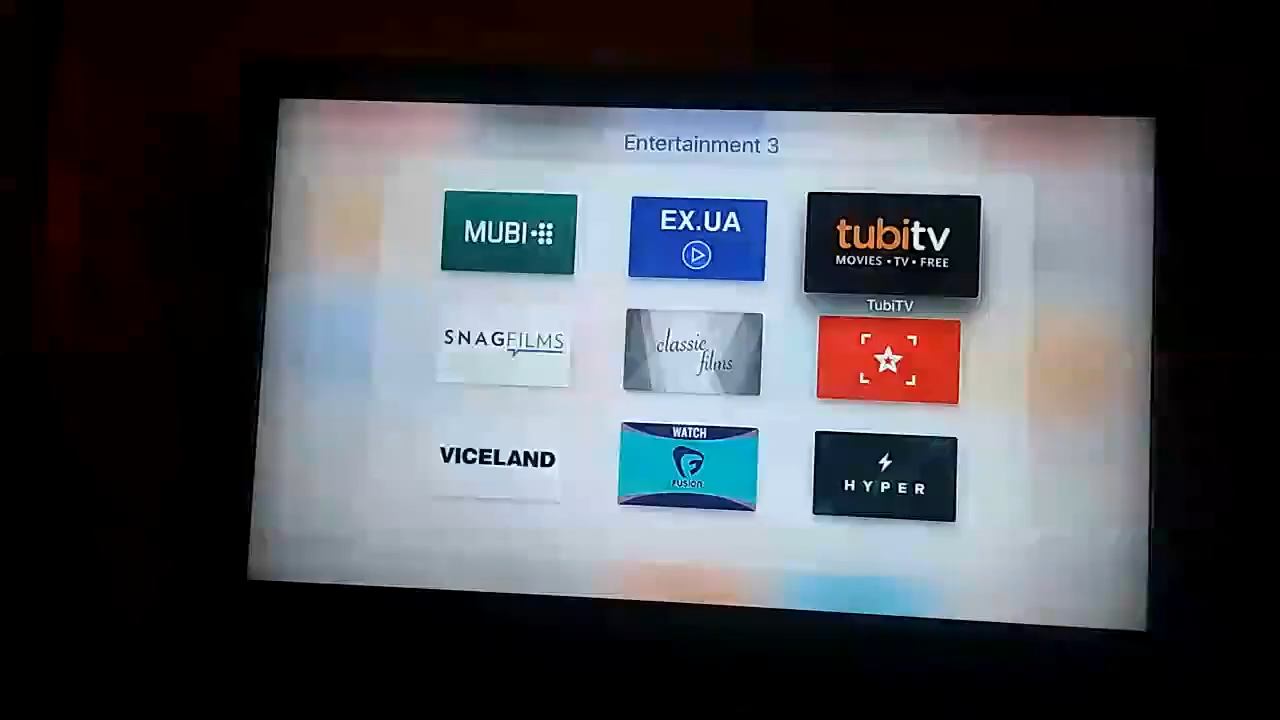 Entertainment 3
MUBI
EX.UA
tubitv
MOVIES • TV • FREE
TubiTV
SNAGFILMS
classic
films
VICELAND
WATCH
FUSION
HYPER